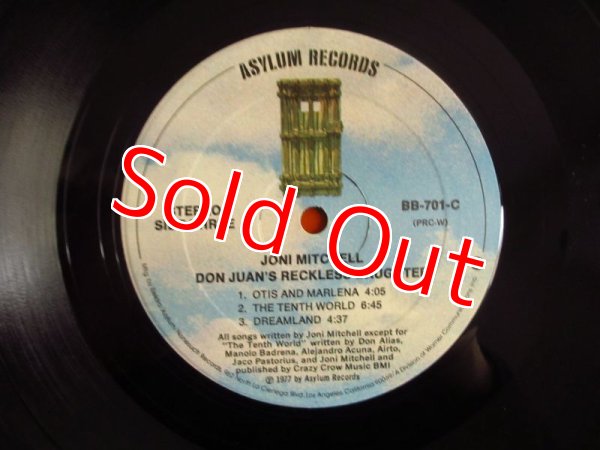 ASYLUM RECORDS
STEREO
BB-701-C
(PRC-W)
Sold Out
JONI MITCHELL
DON JUAN'S RECKLESS DAUGHTER
1. OTIS AND MARLENA 4:05
2. THE TENTH WORLD 6:45
3. DREAMLAND 4:37
All songs written by Joni Mitchell except for
"The Tenth World" written by Don Alias,
Manolo Badrena, Alejandro Acuna, Airto,
Jaco Pastorius, and Joni Mitchell and
published by Crazy Crow Music BMI
℗ 1977 by Asylum Records